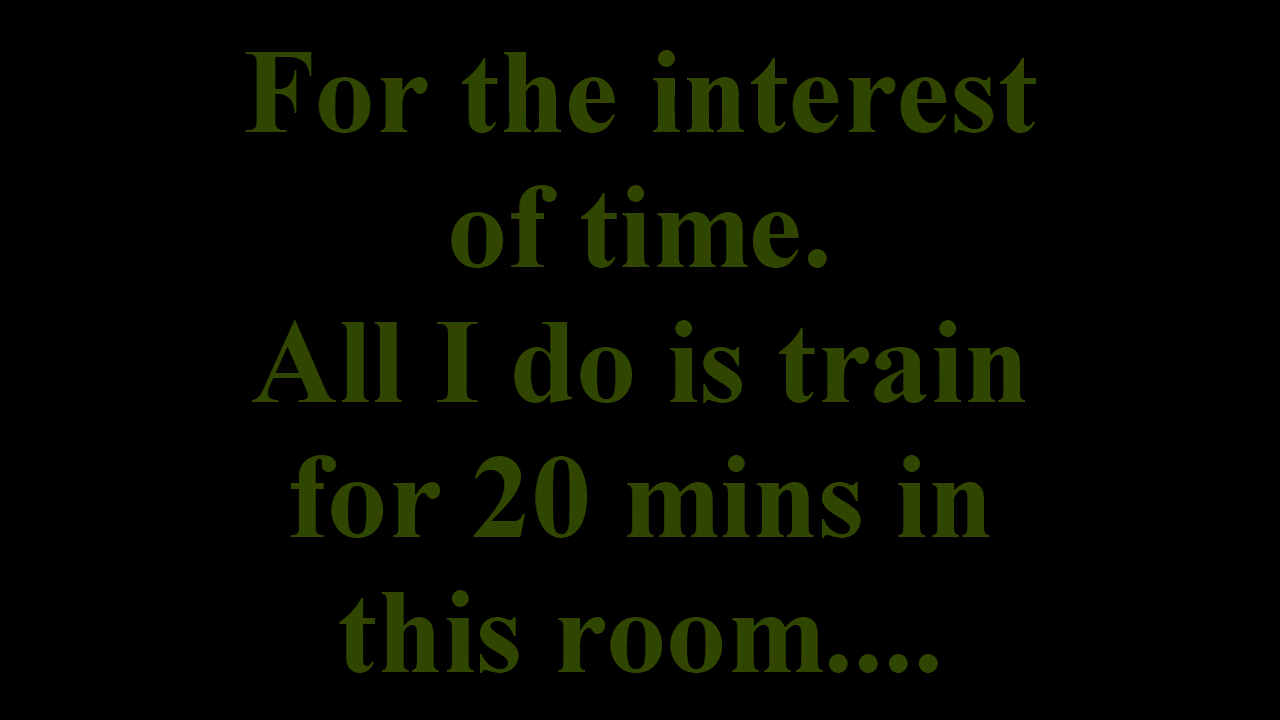 For the interest
of time.
All I do is train
for 20 mins in
this room....